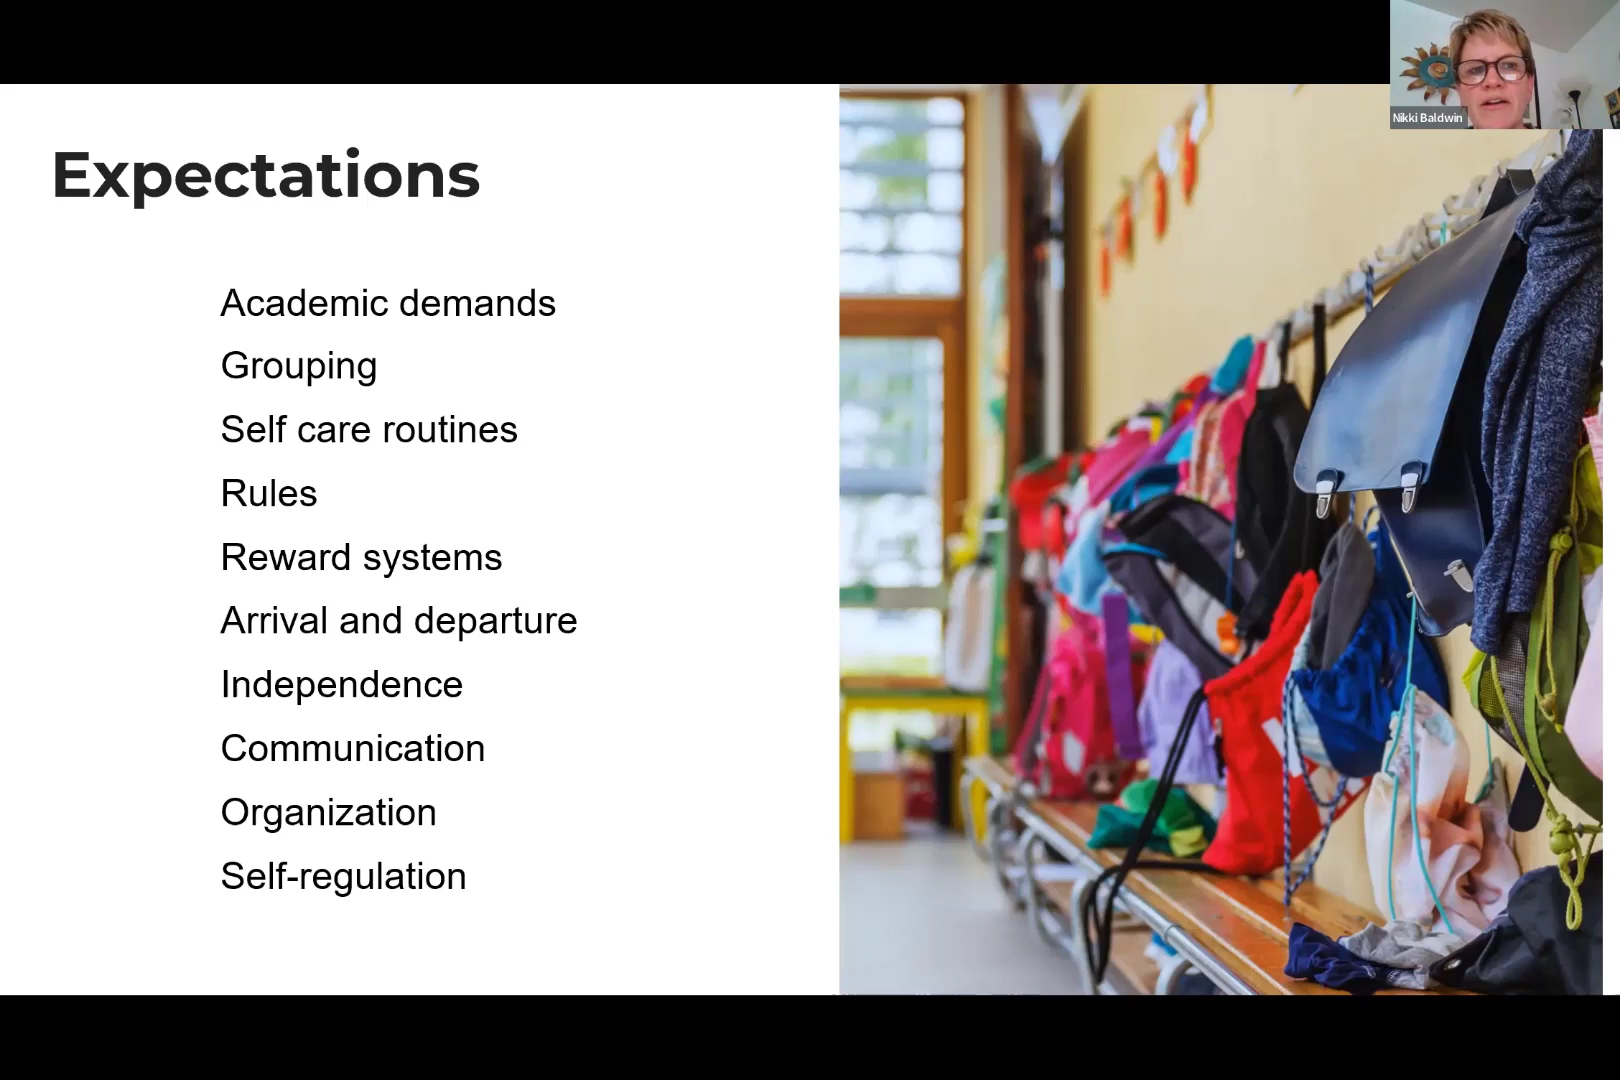 Nikki Baldwin
Expectations
Academic demands
Grouping
Self care routines
Rules
Reward systems
Arrival and departure
Independence
Communication
Organization
Self-regulation